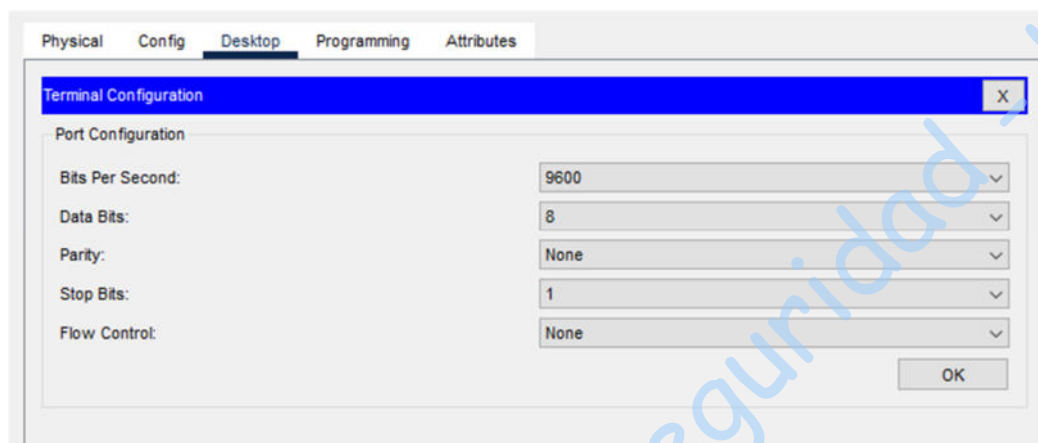 Physical Config Desktop Programming Attributes
Terminal Configuration X
Port Configuration
Bits Per Second: 9600
Data Bits: 8
Parity: None
Stop Bits: 1
Flow Control: None
OK